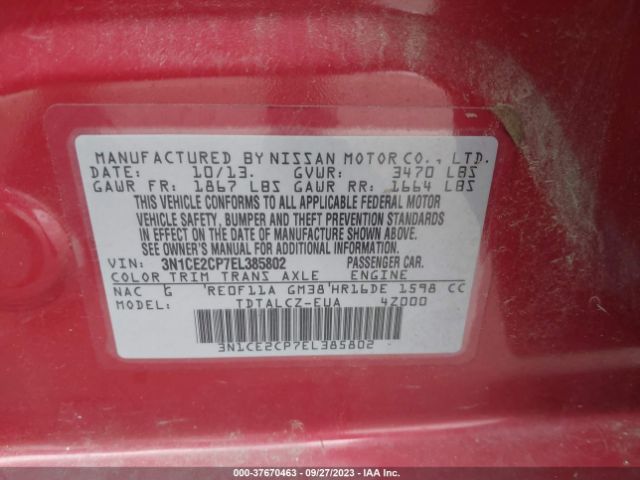 MANUFACTURED BY NISSAN MOTOR CO., LTD.
DATE: 10/13. GVWR: 3470 LBS
GAWR FR: 1867 LBS GAWR RR: 1664 LBS
THIS VEHICLE CONFORMS TO ALL APPLICABLE FEDERAL MOTOR
VEHICLE SAFETY, BUMPER AND THEFT PREVENTION STANDARDS
IN EFFECT ON THE DATE OF MANUFACTURE SHOWN ABOVE.
SEE OWNER'S MANUAL FOR ADDITIONAL INFORMATION.
VIN: 3N1CE2CP7EL385802 PASSENGER CAR.
COLOR TRIM TRANS AXLE ENGINE
NAC G 'RE0F11A GM38'HR16DE 1598 CC
MODEL: TDTALCZ-EUA 4Z000
3N1CE2CP7EL385802
000-37670463 - 09/27/2023 - IAA Inc.